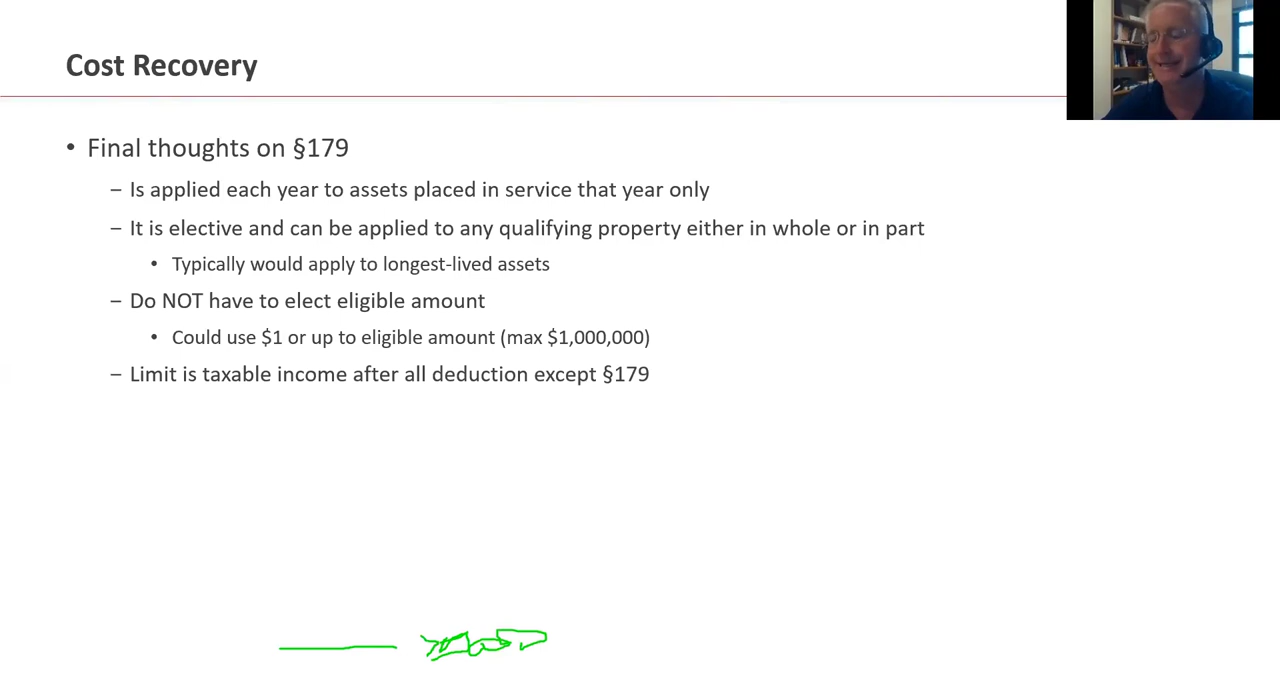 Cost Recovery
• Final thoughts on §179
– Is applied each year to assets placed in service that year only
– It is elective and can be applied to any qualifying property either in whole or in part
• Typically would apply to longest-lived assets
– Do NOT have to elect eligible amount
• Could use $1 or up to eligible amount (max $1,000,000)
– Limit is taxable income after all deduction except §179